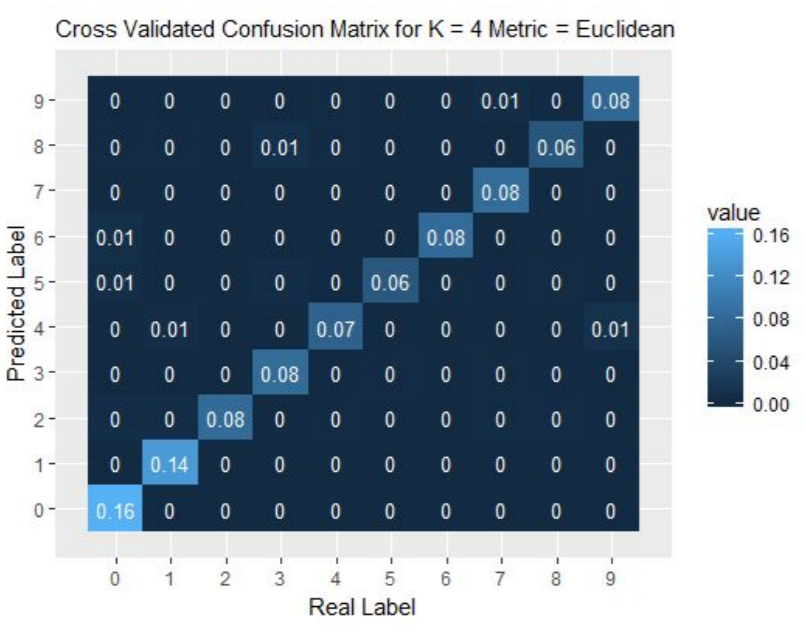 Cross Validated Confusion Matrix for K = 4 Metric = Euclidean
Predicted Label
9 0 0 0 0 0 0 0 0.01 0 0.08
8 0 0 0 0.01 0 0 0 0 0.06 0
7 0 0 0 0 0 0 0 0.08 0 0
6 0.01 0 0 0 0 0 0.08 0 0 0
5 0.01 0 0 0 0 0.06 0 0 0 0
4 0 0.01 0 0 0.07 0 0 0 0 0.01
3 0 0 0 0.08 0 0 0 0 0 0
2 0 0 0.08 0 0 0 0 0 0 0
1 0 0.14 0 0 0 0 0 0 0 0
0 0.16 0 0 0 0 0 0 0 0 0
0 1 2 3 4 5 6 7 8 9
Real Label
value
0.16
0.12
0.08
0.04
0.00